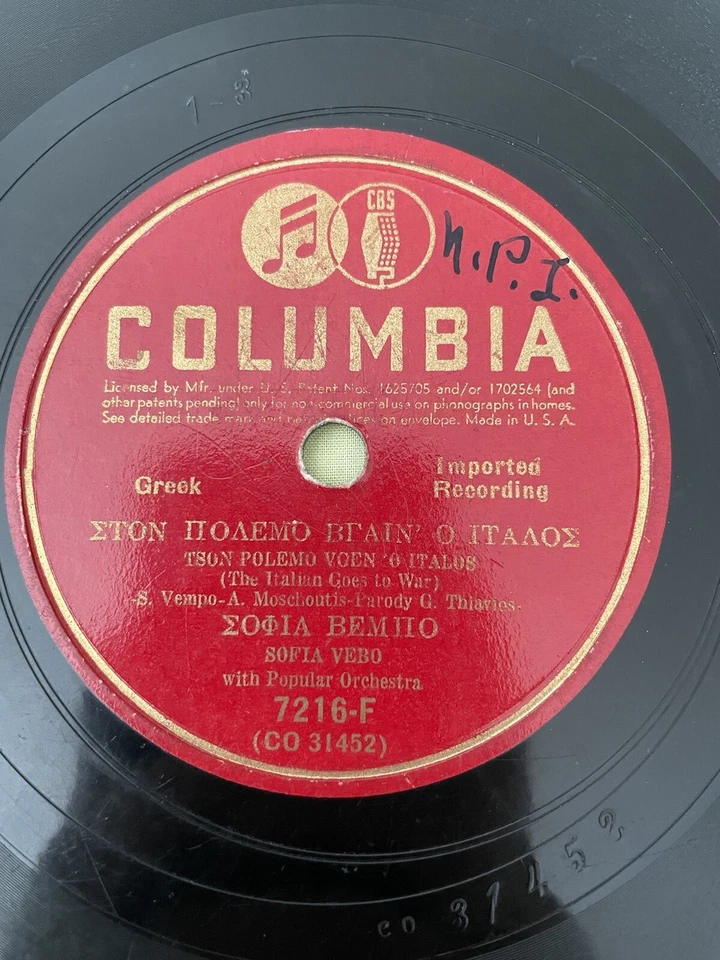 1-3
CBS
N.P.I.
COLUMBIA
Licensed by Mfr. under U. S. Patent Nos. 1625705 and/or 1702564 (and
other patents pending) only for non-commercial use on phonographs in homes.
See detailed trade mark and notices on envelope. Made in U. S. A.
Greek
Imported
Recording
ΣΤΟΝ ΠΟΛΕΜΟ ΒΓΑΙΝ' Ο ΙΤΑΛΟΣ
TSON POLEMO VGEN 'O ITALOS
(The Italian Goes to War)
-S. Vempo-A. Moschoutis-Parody G. Thiavios-
ΣΟΦΙΑ ΒΕΜΠΟ
SOFIA VEBO
with Popular Orchestra
7216-F
(CO 31452)
CO 31452